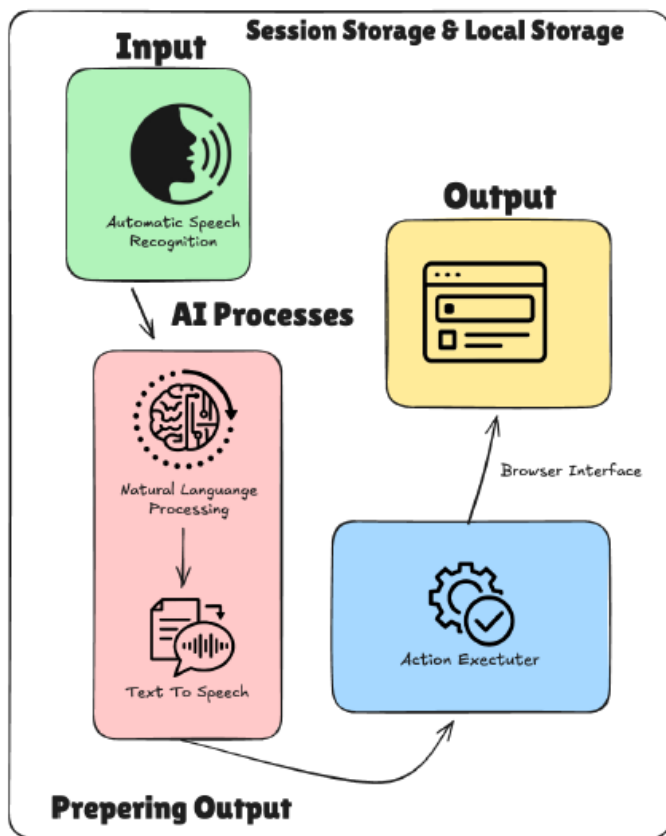 Session Storage & Local Storage
Input
Automatic Speech
Recognition
AI Processes
Natural Languange
Processing
Text To Speech
Prepering Output
Output
Browser Interface
Action Exectuter